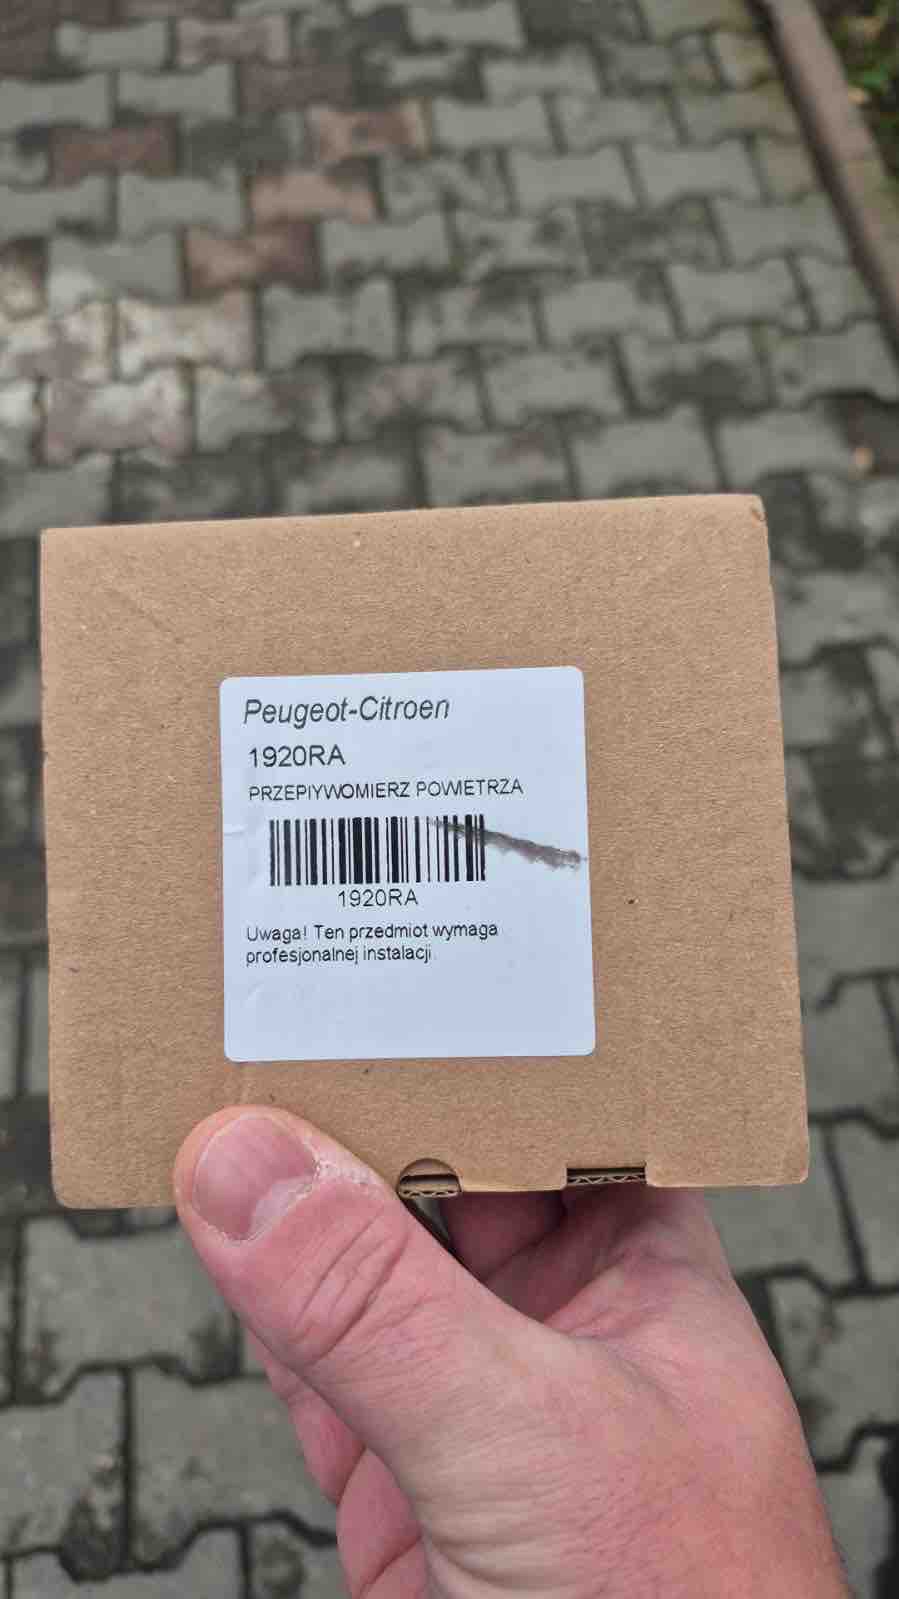 Peugeot-Citroen
1920RA
PRZEPIYWOMIERZ POWIETRZA
1920RA
Uwaga! Ten przedmiot wymaga
profesjonalnej instalacji.